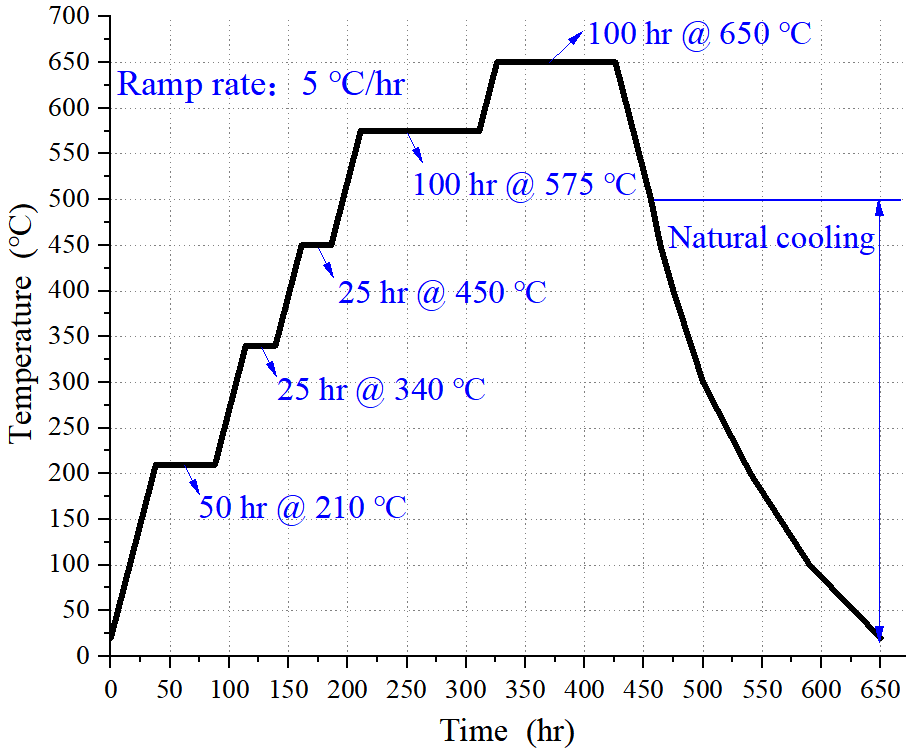 700
650
600
550
500
450
400
350
300
250
200
150
100
50
0
Temperature (°C)
Ramp rate：5 °C/hr
100 hr @ 650 °C
100 hr @ 575 °C
Natural cooling
25 hr @ 450 °C
25 hr @ 340 °C
50 hr @ 210 °C
0 50 100 150 200 250 300 350 400 450 500 550 600 650
Time (hr)